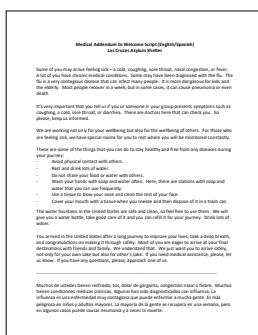 Medical Addendum to Welcome Script (English/Spanish)
Las Cruces Asylum Shelter
Some of you may arrive feeling sick—a cold, coughing, sore throat, nasal congestion, or fever.
A lot of you have chronic medical conditions. Some may have been diagnosed with the flu. The
flu is a very contagious disease that can infect many people. It is more dangerous for kids and
the elderly. Most people recover in a week, but in some cases, it can cause pneumonia or even
death.
It's very important that you tell us if you or someone in your group presents symptoms such as
coughing, a cold, sore throat, or diarrhea. There are doctors here that can check you. So
please, keep us informed.
We are working not only for your wellbeing but also for the wellbeing of others. For those who
are feeling sick, we have special rooms for you to rest where you will be monitored constantly.
These are some of the things that you can do to stay healthy and free from any diseases during
your journey:
- Avoid physical contact with others.
- Rest and drink lots of water.
- Do not share your food or water with others.
- Wash your hands with soap and water often. Here, there are stations with soap and
water that you can use frequently.
- Use a tissue to blow your nose and clean the rest of your face.
- Cover your mouth with a tissue when you sneeze and then dispose of it in a trash can.
The water fountains in the United States are safe and clean, so feel free to use them. We will
give you a water bottle, take good care of it and you can refill it for your journey. Drink lots of
water.
You arrived in the United States after a long journey to improve your lives; take a deep breath,
and congratulations on making it through safely. Most of you are eager to arrive at your final
destinations with friends and family. We understand that. We just want you to arrive safely,
not only for your own sake but also for other's sake. If you need medical assistance, please, let
us know. If you have any questions, please, approach one of us.
Muchos de ustedes tienen resfriado, tos, dolor de garganta, congestión nasal o fiebre. Muchos
tienen condiciones médicas crónicas. Algunos han sido diagnosticados con influenza. La
influenza es una enfermedad muy contagiosa que puede enfermar a mucha gente. Es más
peligrosa en niños y adultos mayores. La mayoría de la gente se recupera en una semana, pero
en algunos casos puede causar neumonía y a veces la muerte.